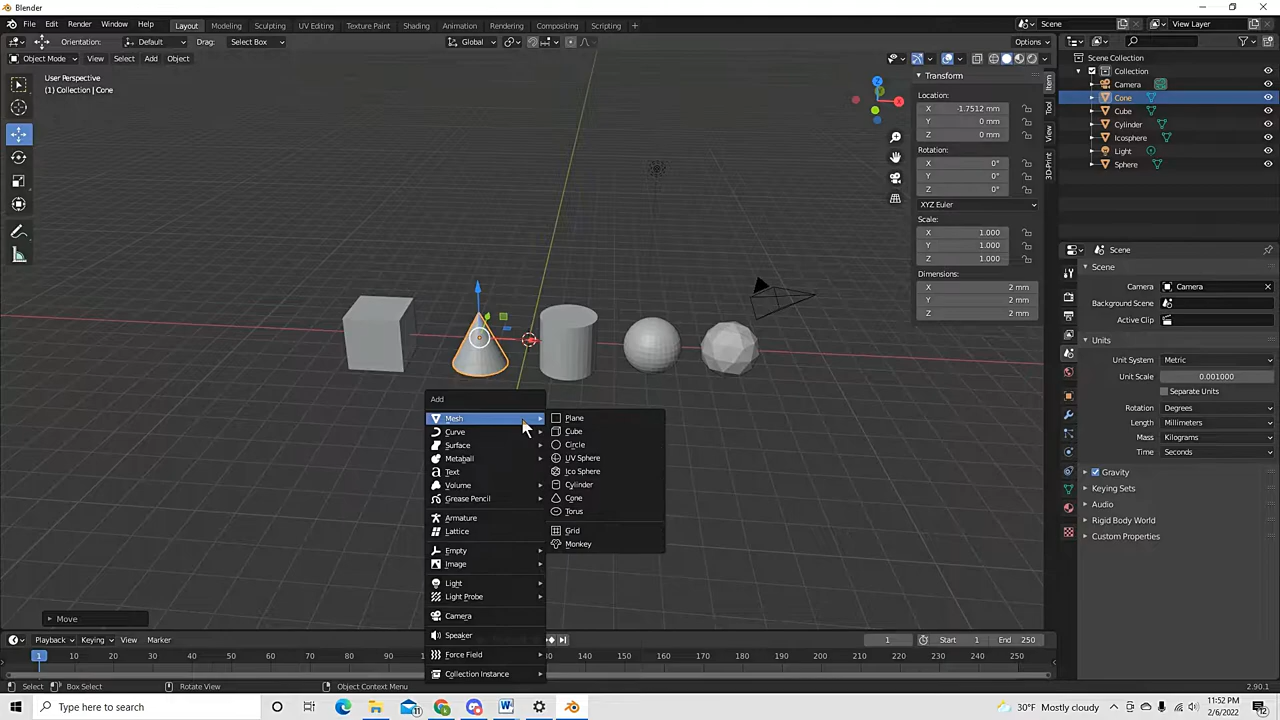 Blender
File Edit Render Window Help Layout Modeling Sculpting UV Editing Texture Paint Shading Animation Rendering Compositing Scripting + Scene View Layer
Orientation: Default Drag: Select Box Global Options
Object Mode View Select Add Object
User Perspective
(1) Collection | Cone
Transform
Location:
X -1.7512 mm
Y 0 mm
Z 0 mm
Rotation:
X 0°
Y 0°
Z 0°
XYZ Euler
Scale:
X 1.000
Y 1.000
Z 1.000
Dimensions:
X 2 mm
Y 2 mm
Z 2 mm
Item
Tool
View
3D-Print
Z
X
Scene Collection
Collection
Camera
Cone
Cube
Cylinder
Icosphere
Light
Sphere
Scene
Scene
Camera Camera
Background Scene
Active Clip
Units
Unit System Metric
Unit Scale 0.001000
Separate Units
Rotation Degrees
Length Millimeters
Mass Kilograms
Time Seconds
Gravity
Keying Sets
Audio
Rigid Body World
Custom Properties
Add
Mesh
Curve
Surface
Metaball
Text
Volume
Grease Pencil
Armature
Lattice
Empty
Image
Light
Light Probe
Camera
Speaker
Force Field
Collection Instance
Plane
Cube
Circle
UV Sphere
Ico Sphere
Cylinder
Cone
Torus
Grid
Monkey
Move
Playback Keying View Marker 1 Start 1 End 250
1 10 20 30 40 50 60 70 80 90 100 110 120 130 140 150 160 170 180 190 200 210 220 230 240 250
Select Box Select Rotate View Object Context Menu 2.90.1
Type here to search 30°F Mostly cloudy 11:52 PM
2/6/2022